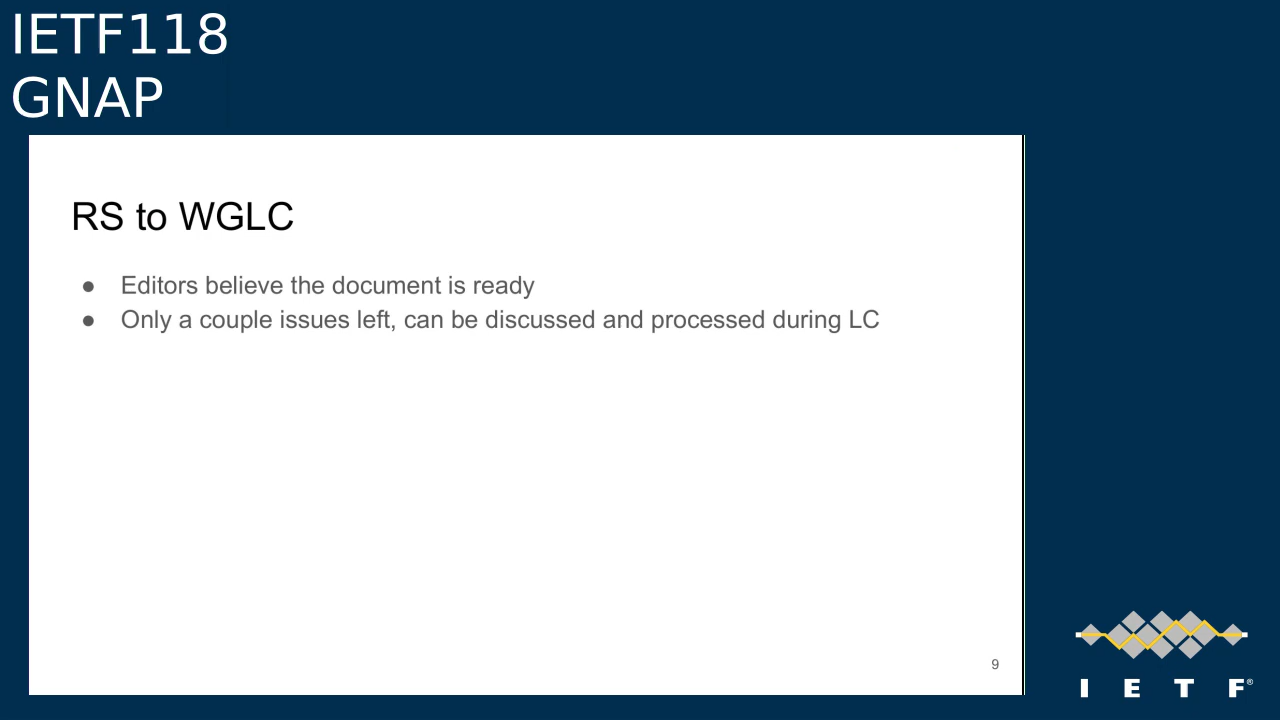 IETF118
GNAP
RS to WGLC
● Editors believe the document is ready
● Only a couple issues left, can be discussed and processed during LC
9
I E T F®